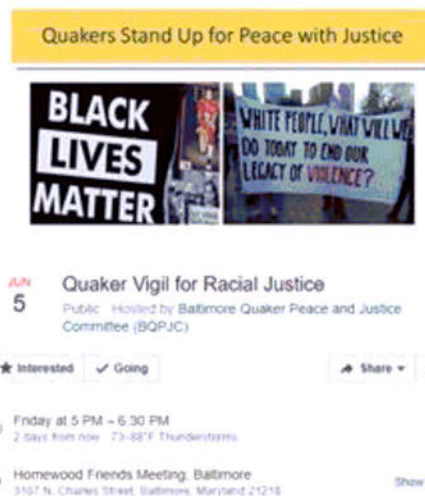 Quakers Stand Up for Peace with Justice
BLACK
LIVES
MATTER
WHITE PEOPLE, WHAT WILL WE
DO TODAY TO END OUR
LEGACY OF VIOLENCE?
JUN
5
Quaker Vigil for Racial Justice
Public Hosted by Baltimore Quaker Peace and Justice
Committee (BQPJC)
Interested Going Share
Friday at 5 PM – 6:30 PM
2 days from now 73-88°F Thunderstorms
Homewood Friends Meeting, Baltimore
3107 N. Charles Street, Baltimore, Maryland 21218
Show